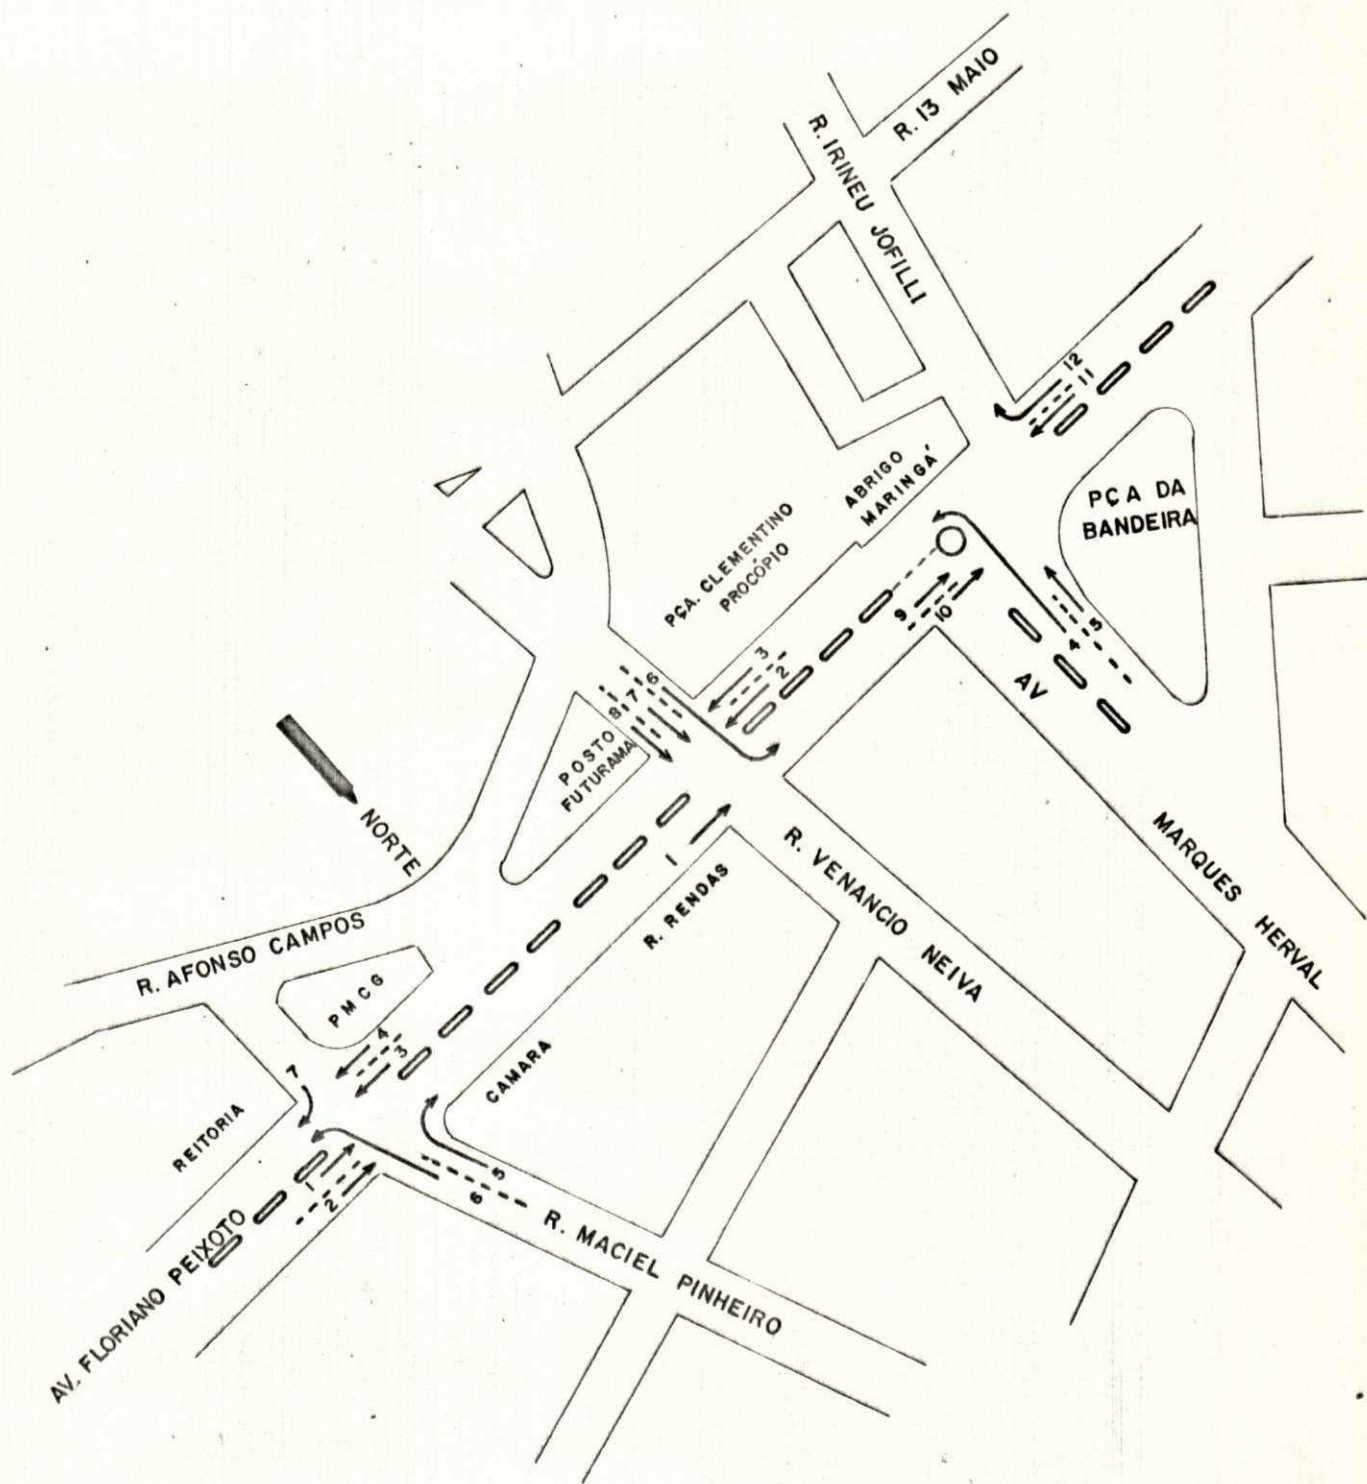 R. 13 MAIO
R. IRINEU JOFILLI
12
11
PÇA DA
BANDEIRA
ABRIGO
MARINGÁ
PÇA. CLEMENTINO
PROCÓPIO
9
10
5
4
AV
MARQUES HERVAL
3
2
6
7
8
POSTO
FUTURAMA
NORTE
1
R. RENDAS
R. VENANCIO NEIVA
R. AFONSO CAMPOS
PMCG
4
3
CAMARA
7
REITORIA
1
2
5
6
R. MACIEL PINHEIRO
AV. FLORIANO PEIXOTO